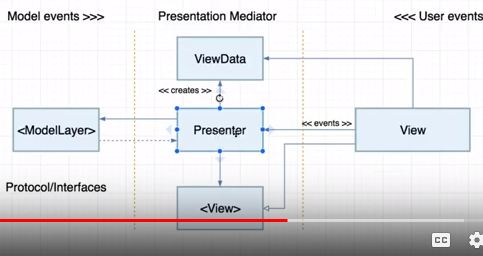 Model events >>>
Presentation Mediator
<<< User events
ViewData
<< creates >>
<ModelLayer>
Presenter
<< events >>
View
Protocol/Interfaces
<View>
CC